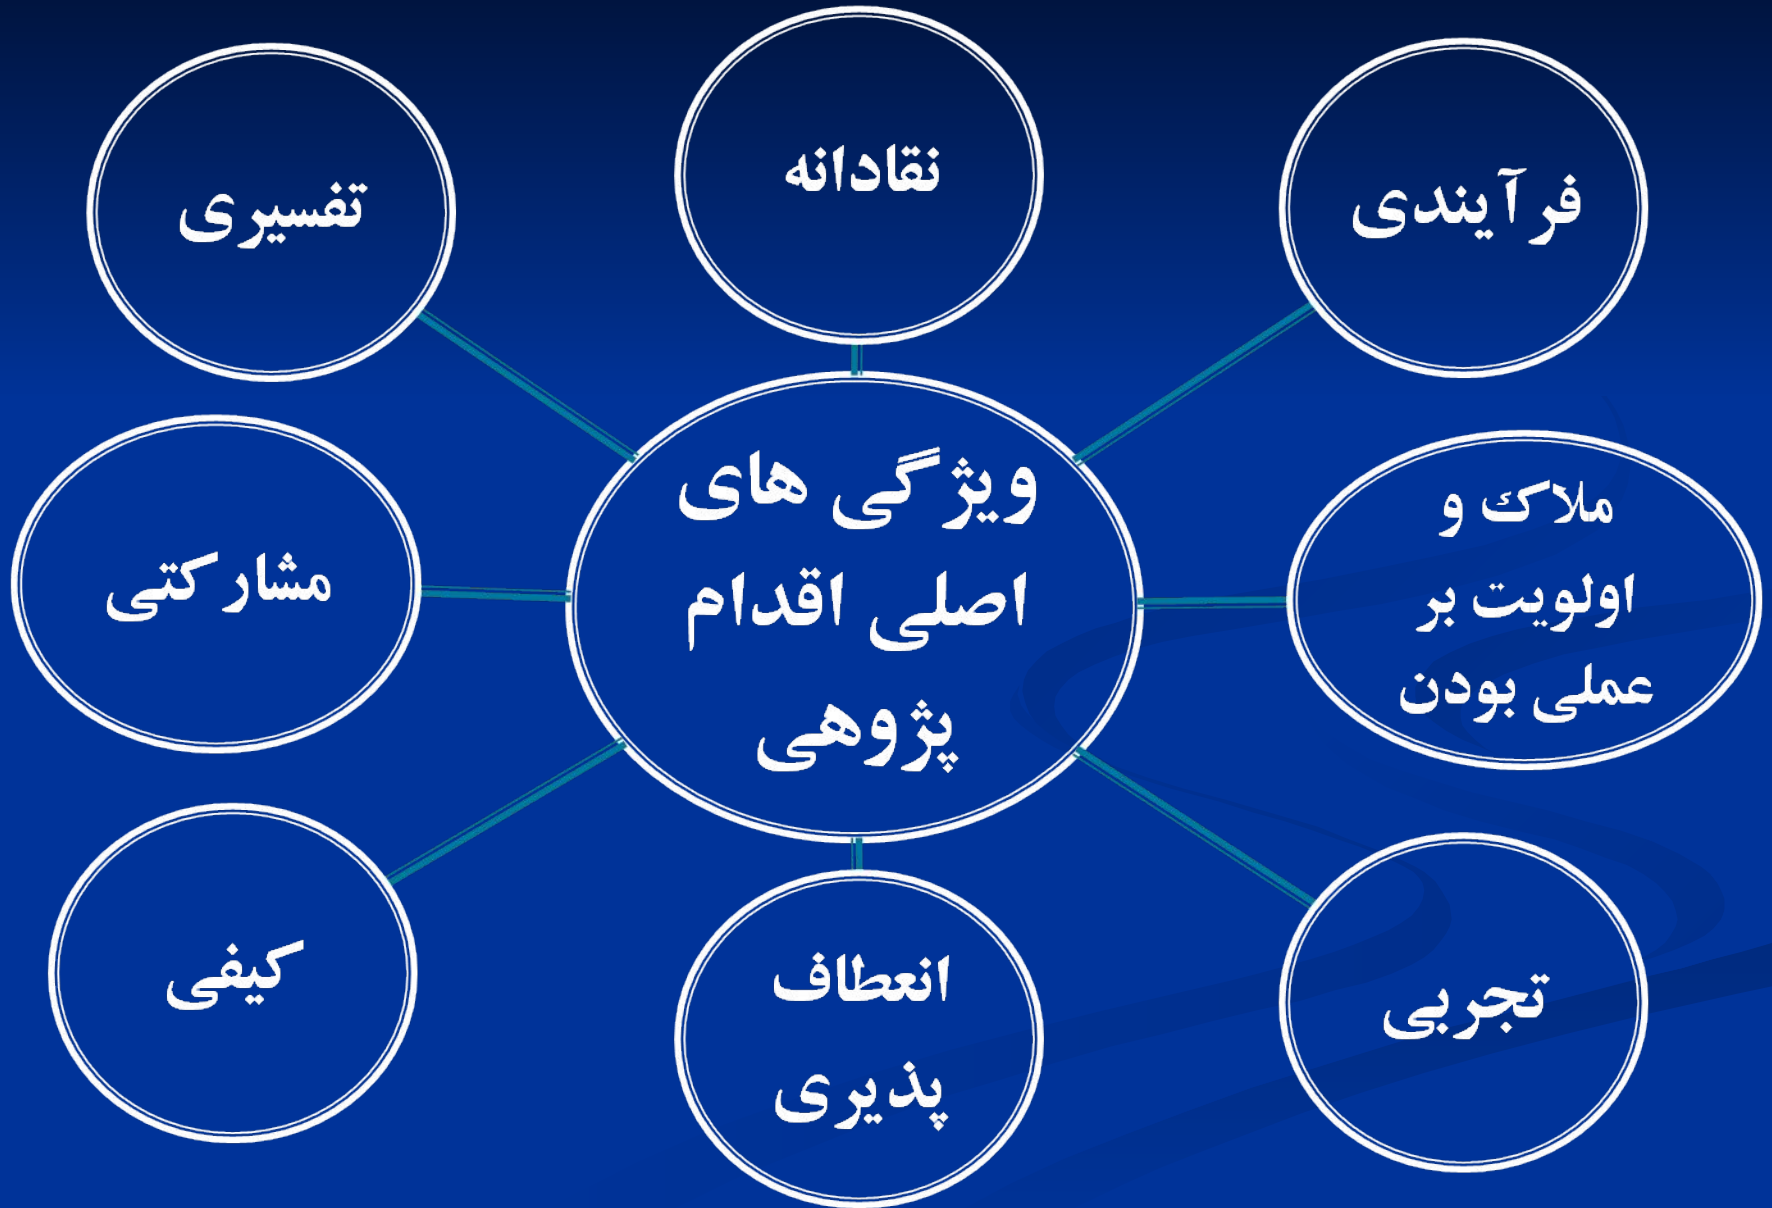 نقادانه
فرآیندی
تفسیری
ویژگی های
اصلی اقدام
پژوهی
ملاک و
اولویت بر
عملی بودن
مشارکتی
تجربی
انعطاف
پذیری
کیفی